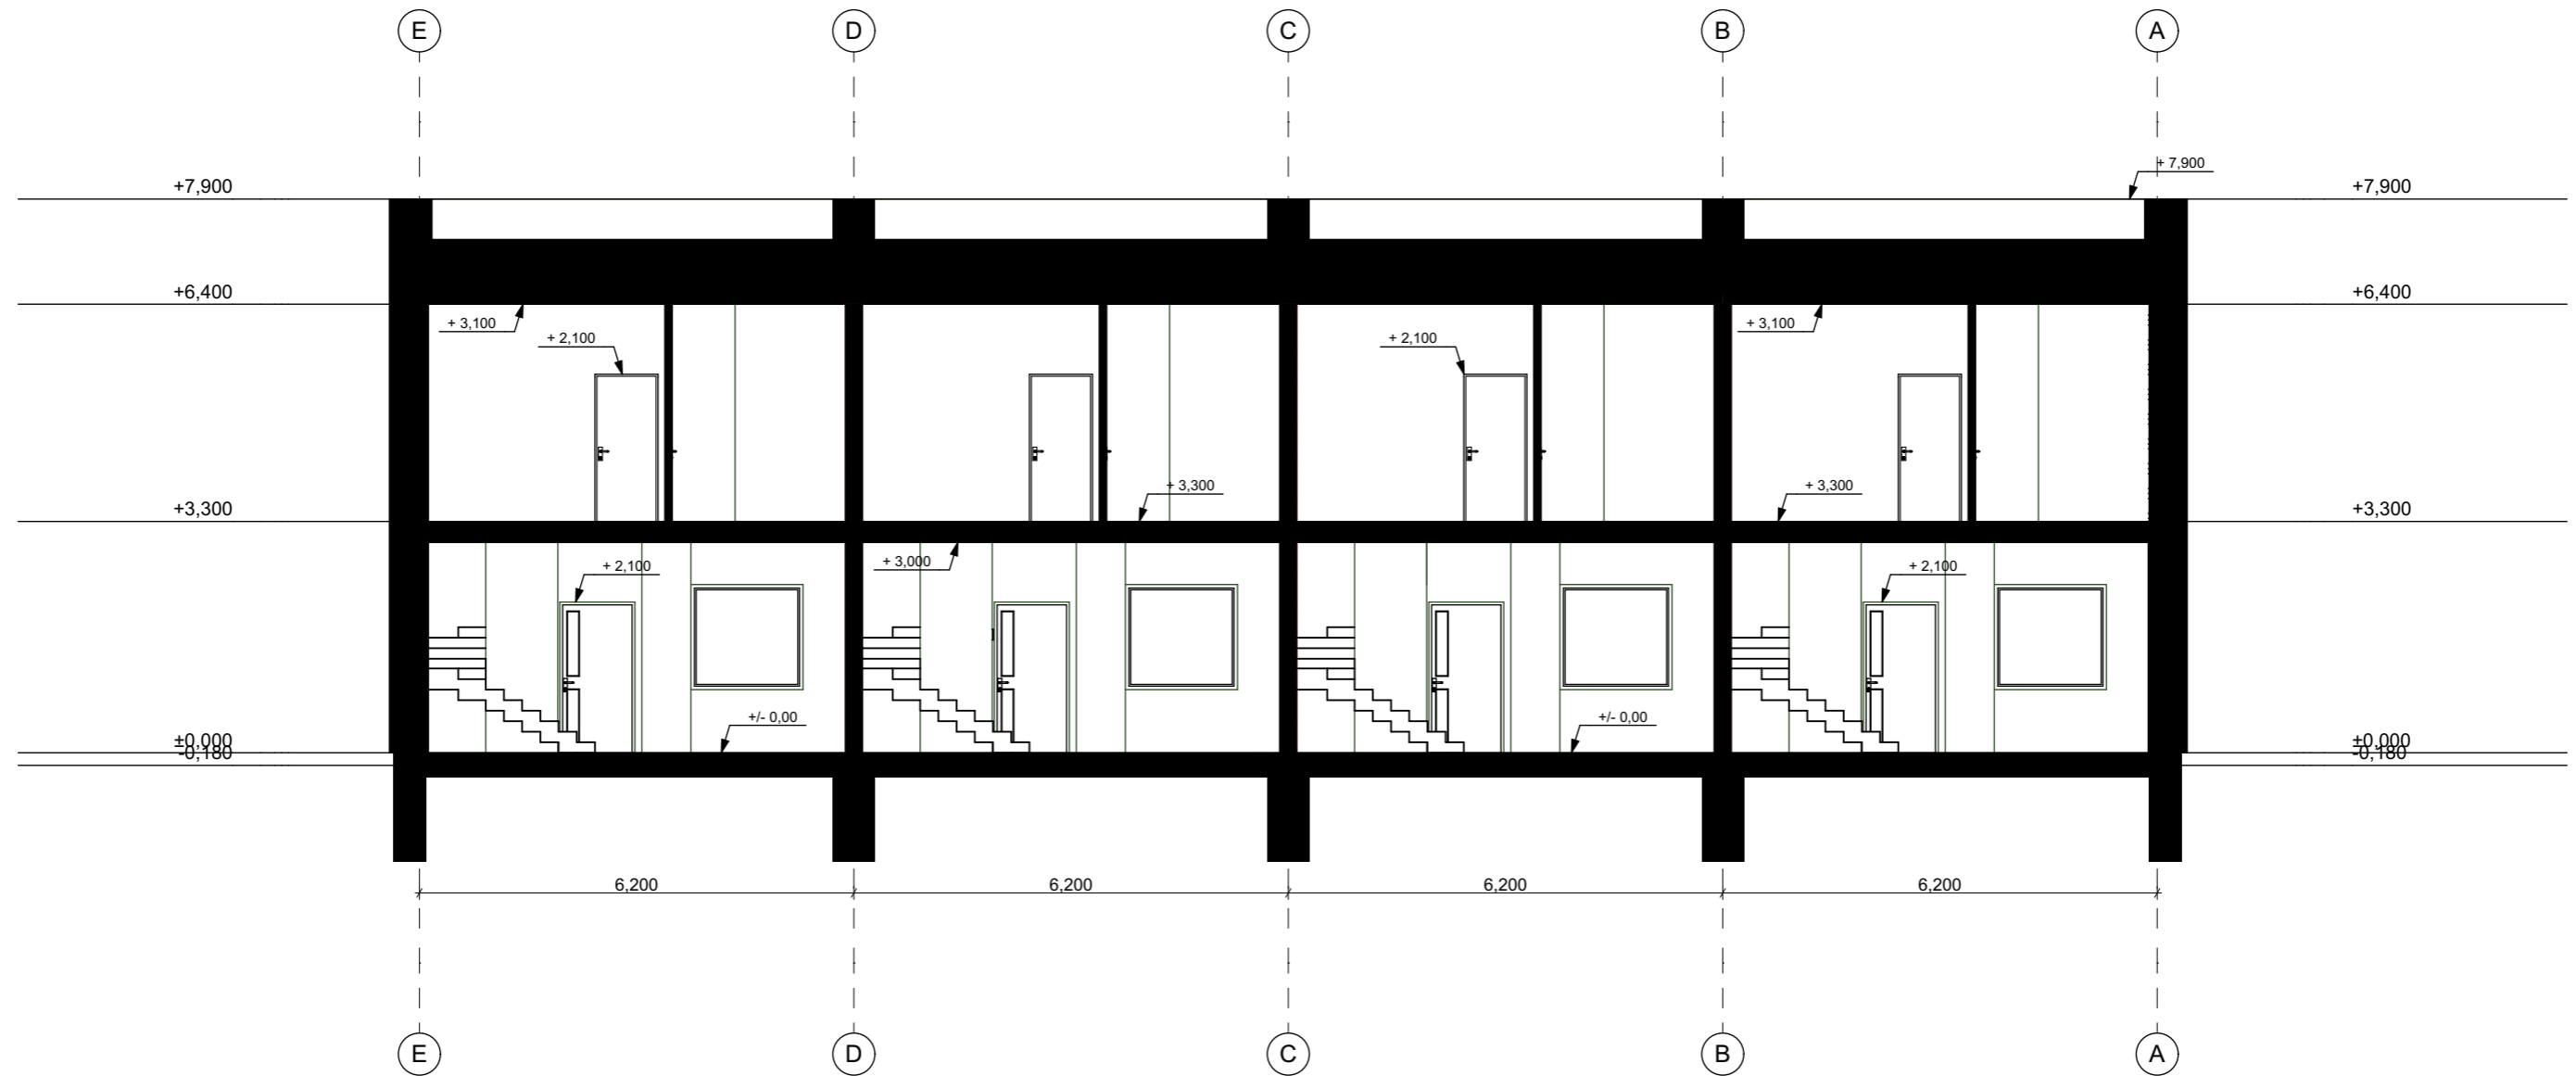 E D C B A
+ 7,900
+7,900 +7,900
+6,400 +6,400
+ 3,100 + 3,100
+ 2,100 + 2,100
+ 3,300 + 3,300
+3,300 +3,300
+ 3,000
+ 2,100 + 2,100
+/- 0,00 +/- 0,00
±0,000 ±0,000
-0,180 -0,180
6,200 6,200 6,200 6,200
E D C B A